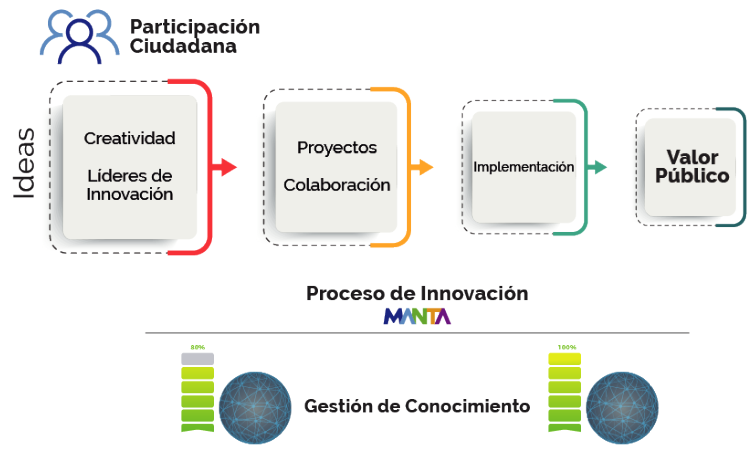 Participación
Ciudadana
Ideas
Creatividad
Líderes de
Innovación
Proyectos
Colaboración
Implementación
Valor
Público
Proceso de Innovación
MANTA
80%
100%
Gestión de Conocimiento